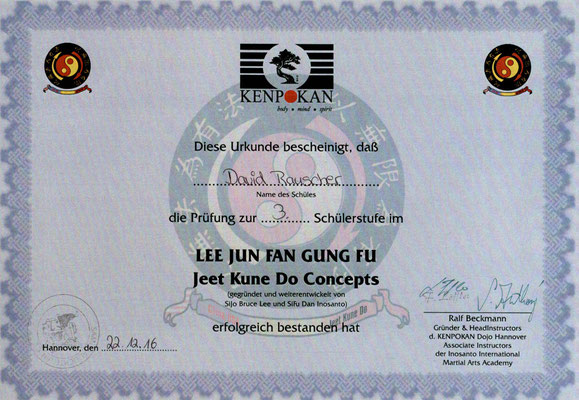 KENPOKAN
body • mind • spirit
Diese Urkunde bescheinigt, daß
David Rauscher
Name des Schülers
die Prüfung zur 3. Schülerstufe im
LEE JUN FAN GUNG FU
Jeet Kune Do Concepts
(gegründet und weiterentwickelt von
Sijo Bruce Lee und Sifu Dan Inosanto)
Jeet Kune Do
erfolgreich bestanden hat
Hannover, den 22.12.16
Ralf Beckmann
Gründer & HeadInstructors
d. KENPOKAN Dojo Hannover
Associate Instructors
der Inosanto International
Martial Arts Academy